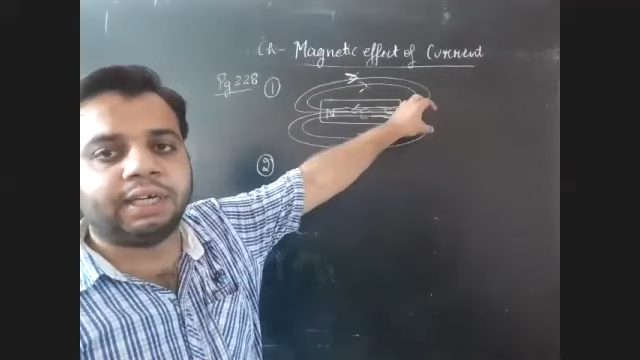 Ch- Magnetic effect of Current
Pg 228 ①
N
②